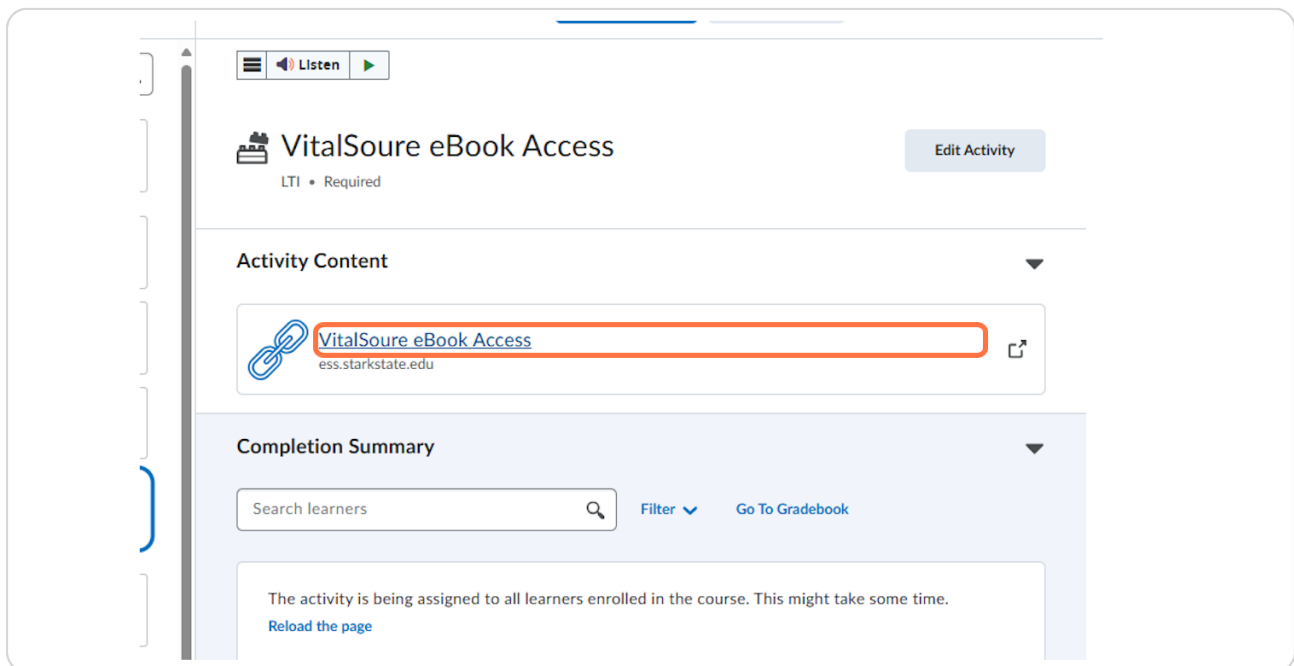 Listen
VitalSoure eBook Access
Edit Activity
LTI • Required
Activity Content
VitalSoure eBook Access
ess.starkstate.edu
Completion Summary
Search learners
Filter
Go To Gradebook
The activity is being assigned to all learners enrolled in the course. This might take some time.
Reload the page